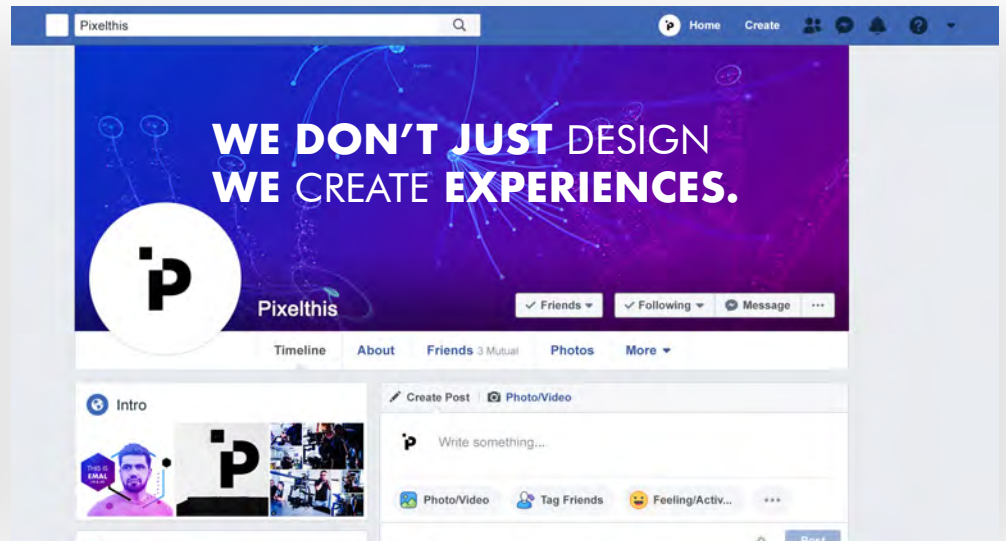 Pixelthis
Home Create
WE DON'T JUST DESIGN
WE CREATE EXPERIENCES.
Pixelthis
Friends
Following
Message
Timeline About Friends 3 Mutual Photos More
Intro
Create Post Photo/Video
Write something...
THIS IS
EMAL
Photo/Video Tag Friends Feeling/Activ...
Post